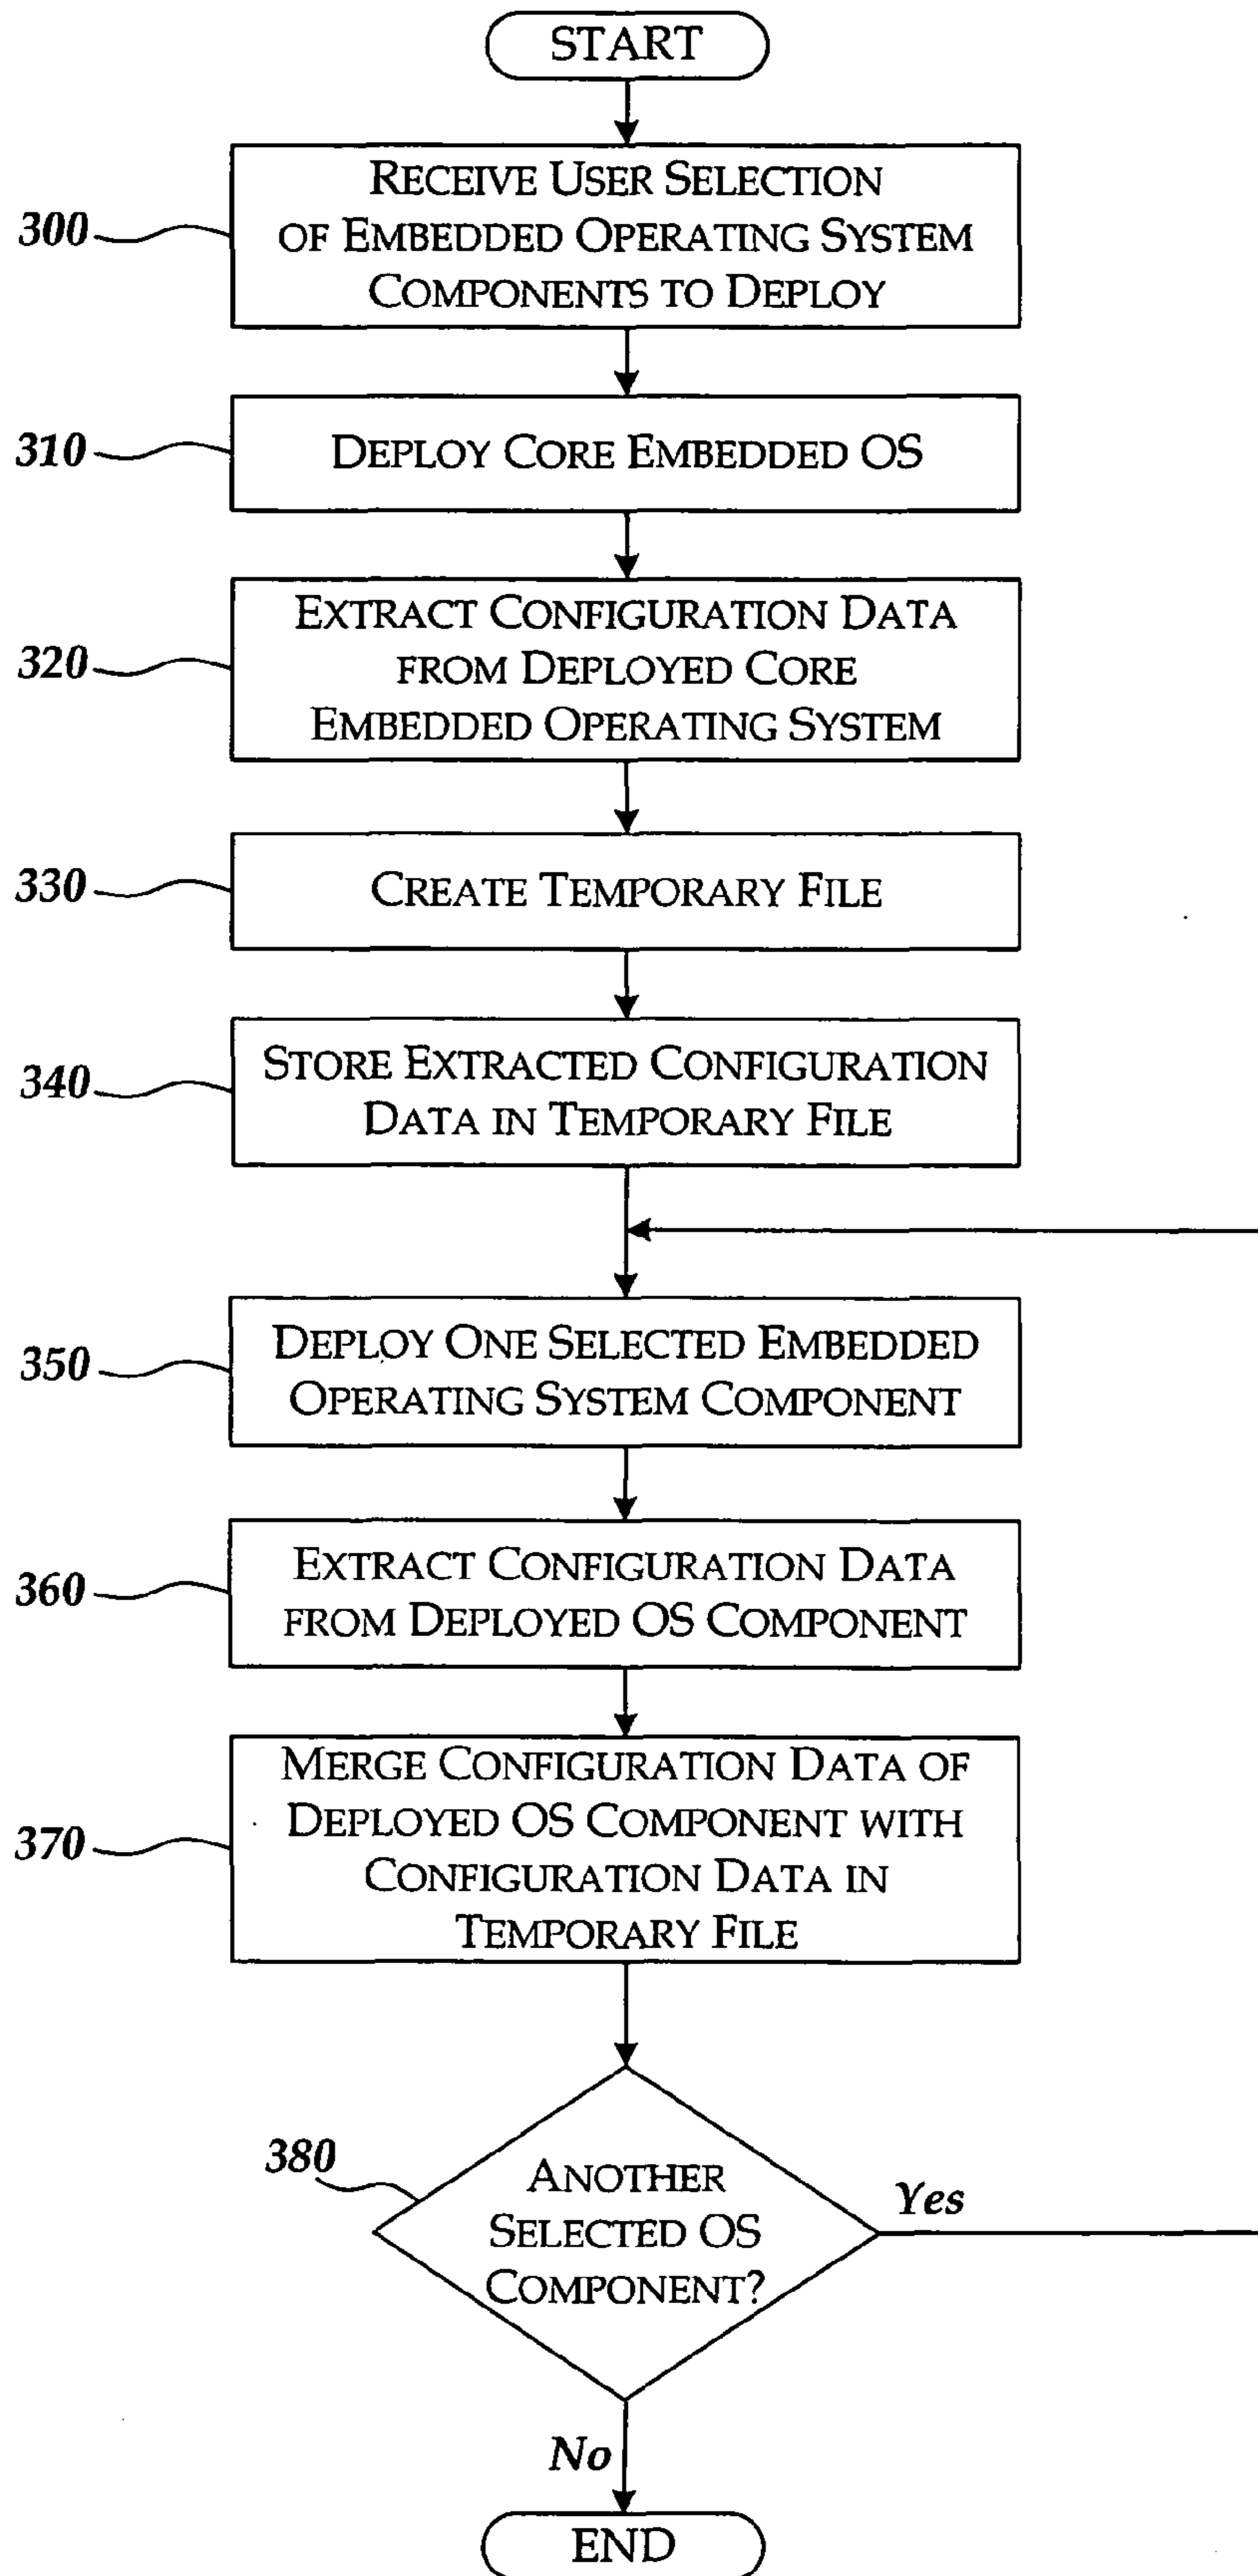 START
300
RECEIVE USER SELECTION
OF EMBEDDED OPERATING SYSTEM
COMPONENTS TO DEPLOY
310
DEPLOY CORE EMBEDDED OS
320
EXTRACT CONFIGURATION DATA
FROM DEPLOYED CORE
EMBEDDED OPERATING SYSTEM
330
CREATE TEMPORARY FILE
340
STORE EXTRACTED CONFIGURATION
DATA IN TEMPORARY FILE
350
DEPLOY ONE SELECTED EMBEDDED
OPERATING SYSTEM COMPONENT
360
EXTRACT CONFIGURATION DATA
FROM DEPLOYED OS COMPONENT
370
MERGE CONFIGURATION DATA OF
DEPLOYED OS COMPONENT WITH
CONFIGURATION DATA IN
TEMPORARY FILE
380
ANOTHER
SELECTED OS
COMPONENT?
Yes
No
END